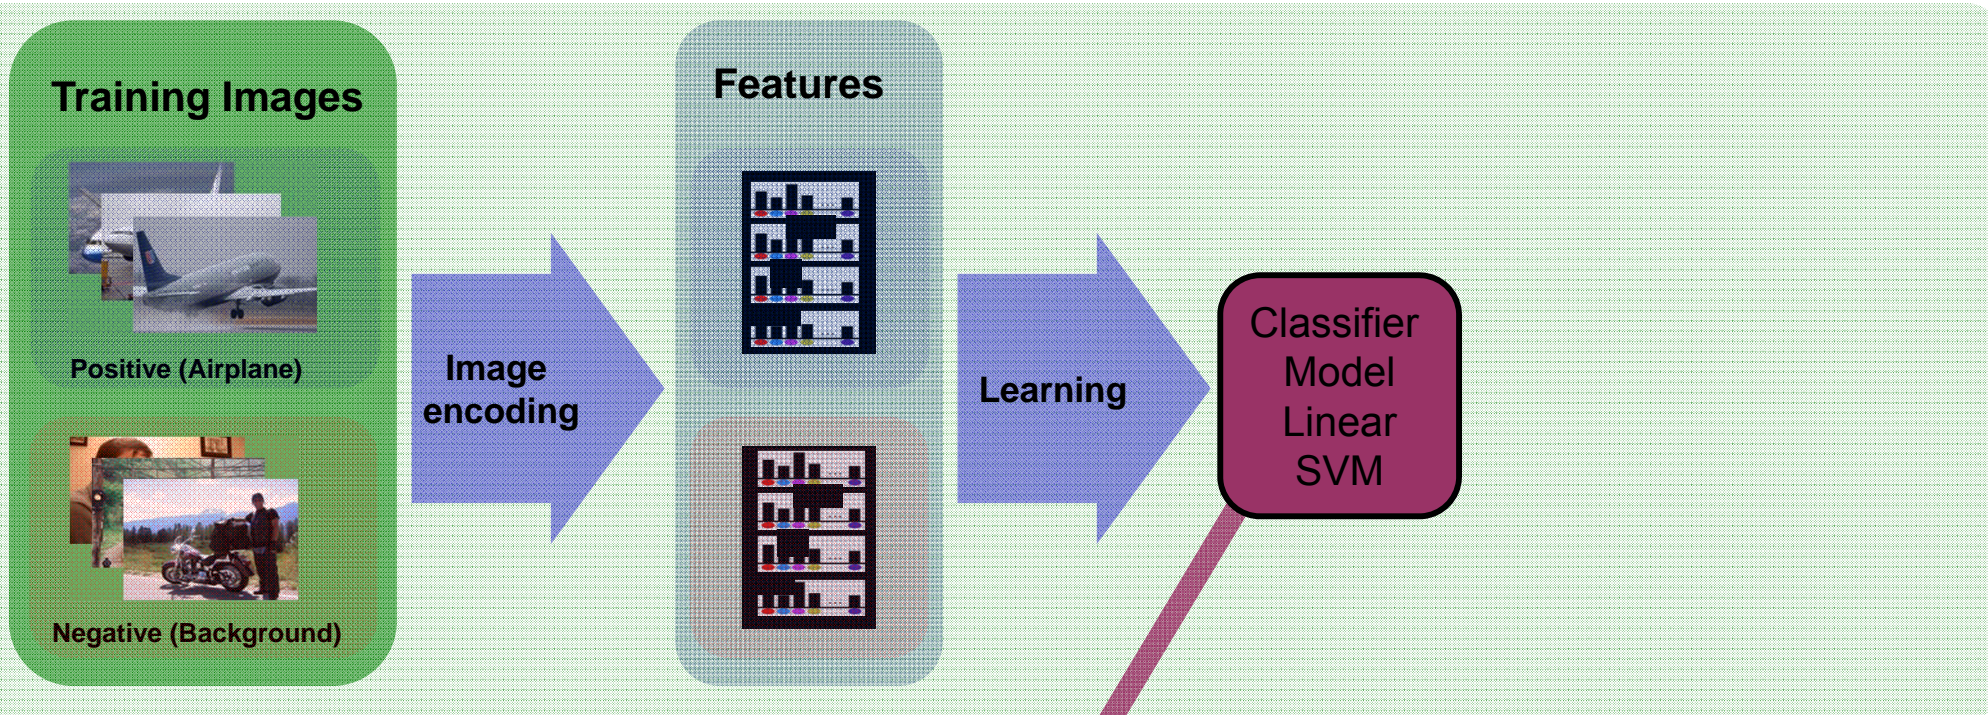 Training Images
Positive (Airplane)
Negative (Background)
Image
encoding
Features
Learning
Classifier
Model
Linear
SVM